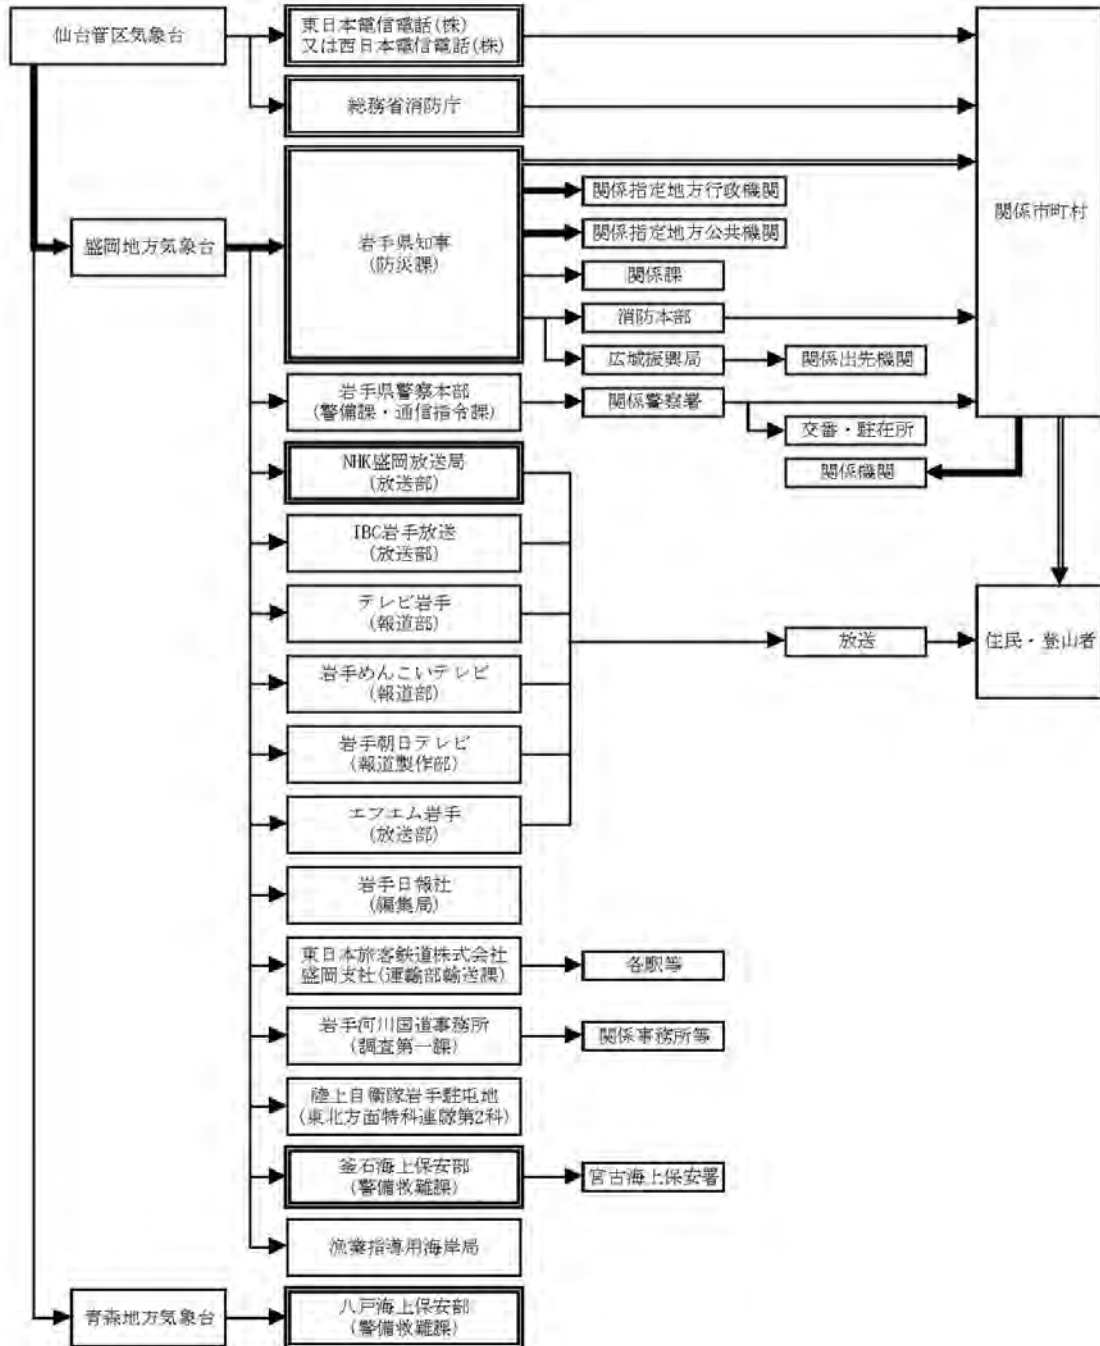 仙台管区気象台
東日本電信電話(株)
又は西日本電信電話(株)
総務省消防庁
関係市町村
盛岡地方気象台
岩手県知事
(防災課)
関係指定地方行政機関
関係指定地方公共機関
関係課
消防本部
広域振興局
関係出先機関
岩手県警察本部
(警備課・通信指令課)
関係警察署
交番・駐在所
関係機関
NHK盛岡放送局
(放送部)
IBC岩手放送
(放送部)
テレビ岩手
(報道部)
岩手めんこいテレビ
(報道部)
岩手朝日テレビ
(報道製作部)
エフエム岩手
(放送部)
放送
住民・登山者
岩手日報社
(編集局)
東日本旅客鉄道株式会社
盛岡支社(運輸部輸送課)
各駅等
岩手河川国道事務所
(調査第一課)
関係事務所等
陸上自衛隊岩手駐屯地
(東北方面特科連隊第2科)
釜石海上保安部
(警備救難課)
宮古海上保安署
漁業指導用海岸局
青森地方気象台
八戸海上保安部
(警備救難課)